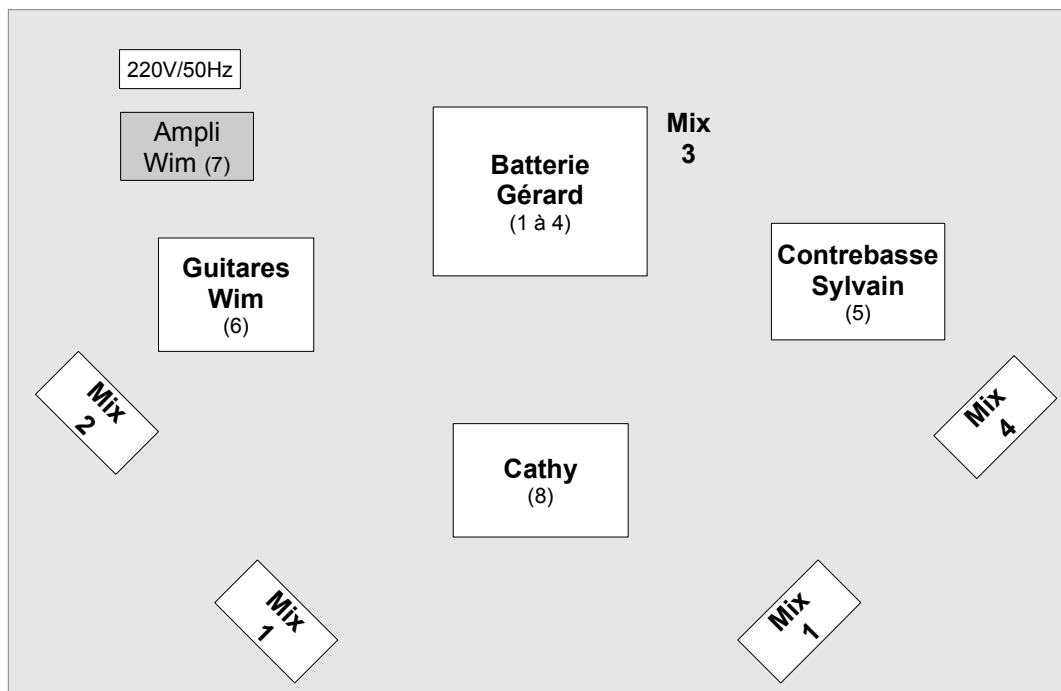 220V/50Hz
Ampli
Wim (7)
Batterie
Gérard
(1 à 4)
Mix
3
Guitares
Wim
(6)
Contrebasse
Sylvain
(5)
Mix
2
Mix
4
Cathy
(8)
Mix
1
Mix
1